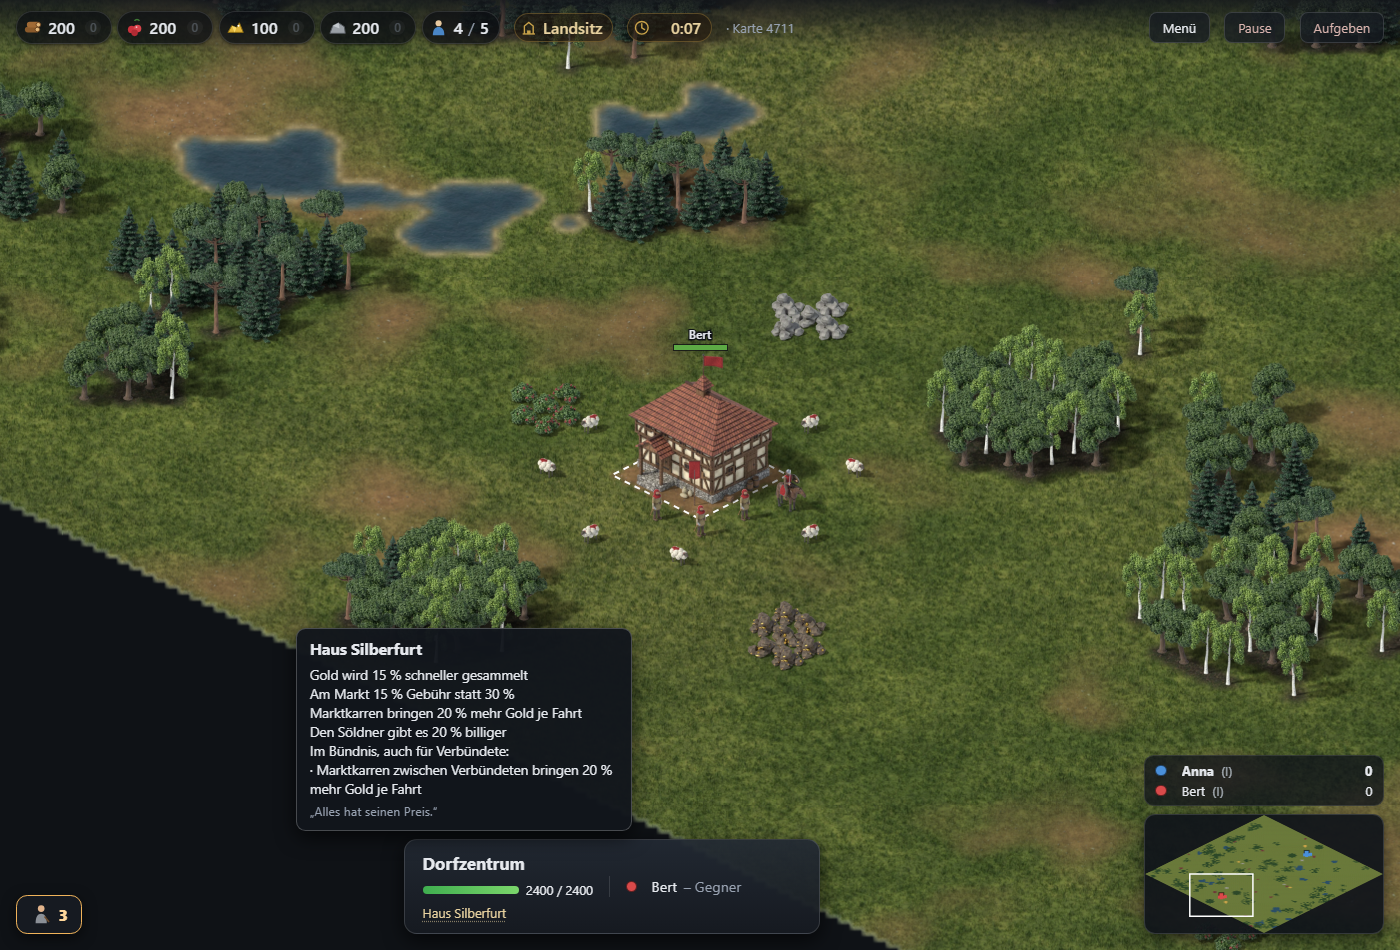 200 0 200 0 100 0 200 0 4 / 5 Landsitz 0:07 · Karte 4711 Menü Pause Aufgeben
Bert
Haus Silberfurt
Gold wird 15 % schneller gesammelt
Am Markt 15 % Gebühr statt 30 %
Marktkarren bringen 20 % mehr Gold je Fahrt
Den Söldner gibt es 20 % billiger
Im Bündnis, auch für Verbündete:
· Marktkarren zwischen Verbündeten bringen 20 %
mehr Gold je Fahrt
„Alles hat seinen Preis.“
Anna (I) 0
Bert (I) 0
Dorfzentrum
2400 / 2400 Bert – Gegner
Haus Silberfurt
3